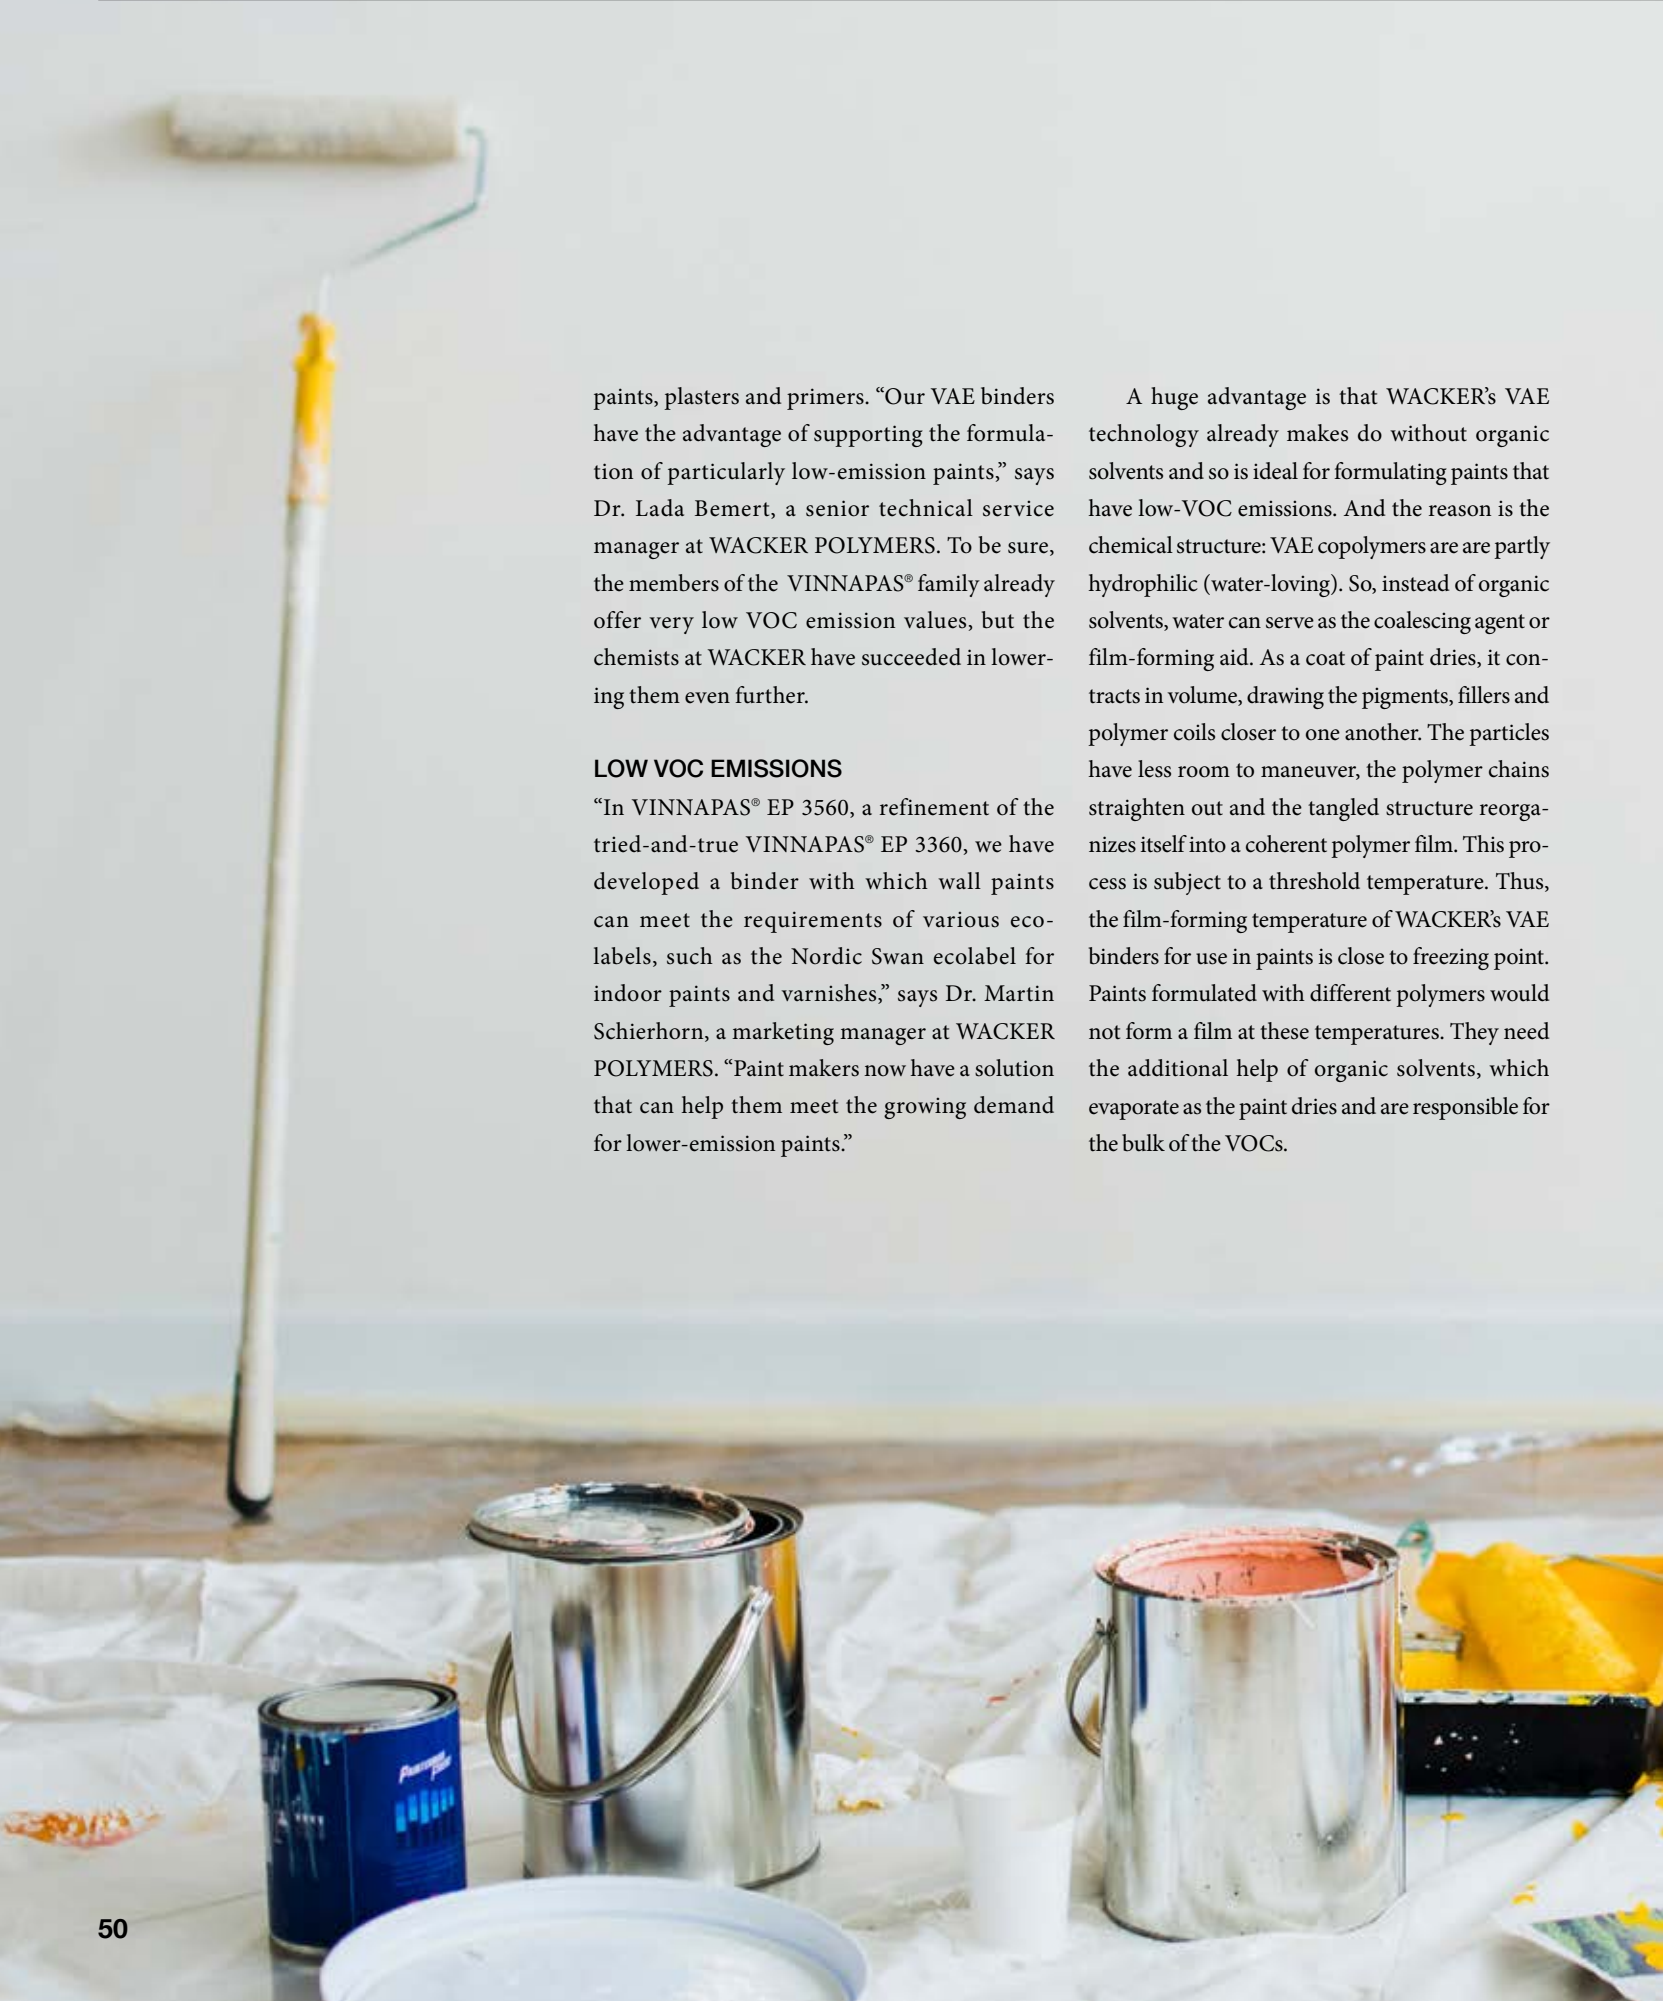 paints, plasters and primers. “Our VAE binders
have the advantage of supporting the formula-
tion of particularly low-emission paints,” says
Dr. Lada Bemert, a senior technical service
manager at WACKER POLYMERS. To be sure,
the members of the VINNAPAS® family already
offer very low VOC emission values, but the
chemists at WACKER have succeeded in lower-
ing them even further.
LOW VOC EMISSIONS
“In VINNAPAS® EP 3560, a refinement of the
tried-and-true VINNAPAS® EP 3360, we have
developed a binder with which wall paints
can meet the requirements of various eco-
labels, such as the Nordic Swan ecolabel for
indoor paints and varnishes,” says Dr. Martin
Schierhorn, a marketing manager at WACKER
POLYMERS. “Paint makers now have a solution
that can help them meet the growing demand
for lower-emission paints.”
A huge advantage is that WACKER’s VAE
technology already makes do without organic
solvents and so is ideal for formulating paints that
have low-VOC emissions. And the reason is the
chemical structure: VAE copolymers are are partly
hydrophilic (water-loving). So, instead of organic
solvents, water can serve as the coalescing agent or
film-forming aid. As a coat of paint dries, it con-
tracts in volume, drawing the pigments, fillers and
polymer coils closer to one another. The particles
have less room to maneuver, the polymer chains
straighten out and the tangled structure reorga-
nizes itself into a coherent polymer film. This pro-
cess is subject to a threshold temperature. Thus,
the film-forming temperature of WACKER’s VAE
binders for use in paints is close to freezing point.
Paints formulated with different polymers would
not form a film at these temperatures. They need
the additional help of organic solvents, which
evaporate as the paint dries and are responsible for
the bulk of the VOCs.
50